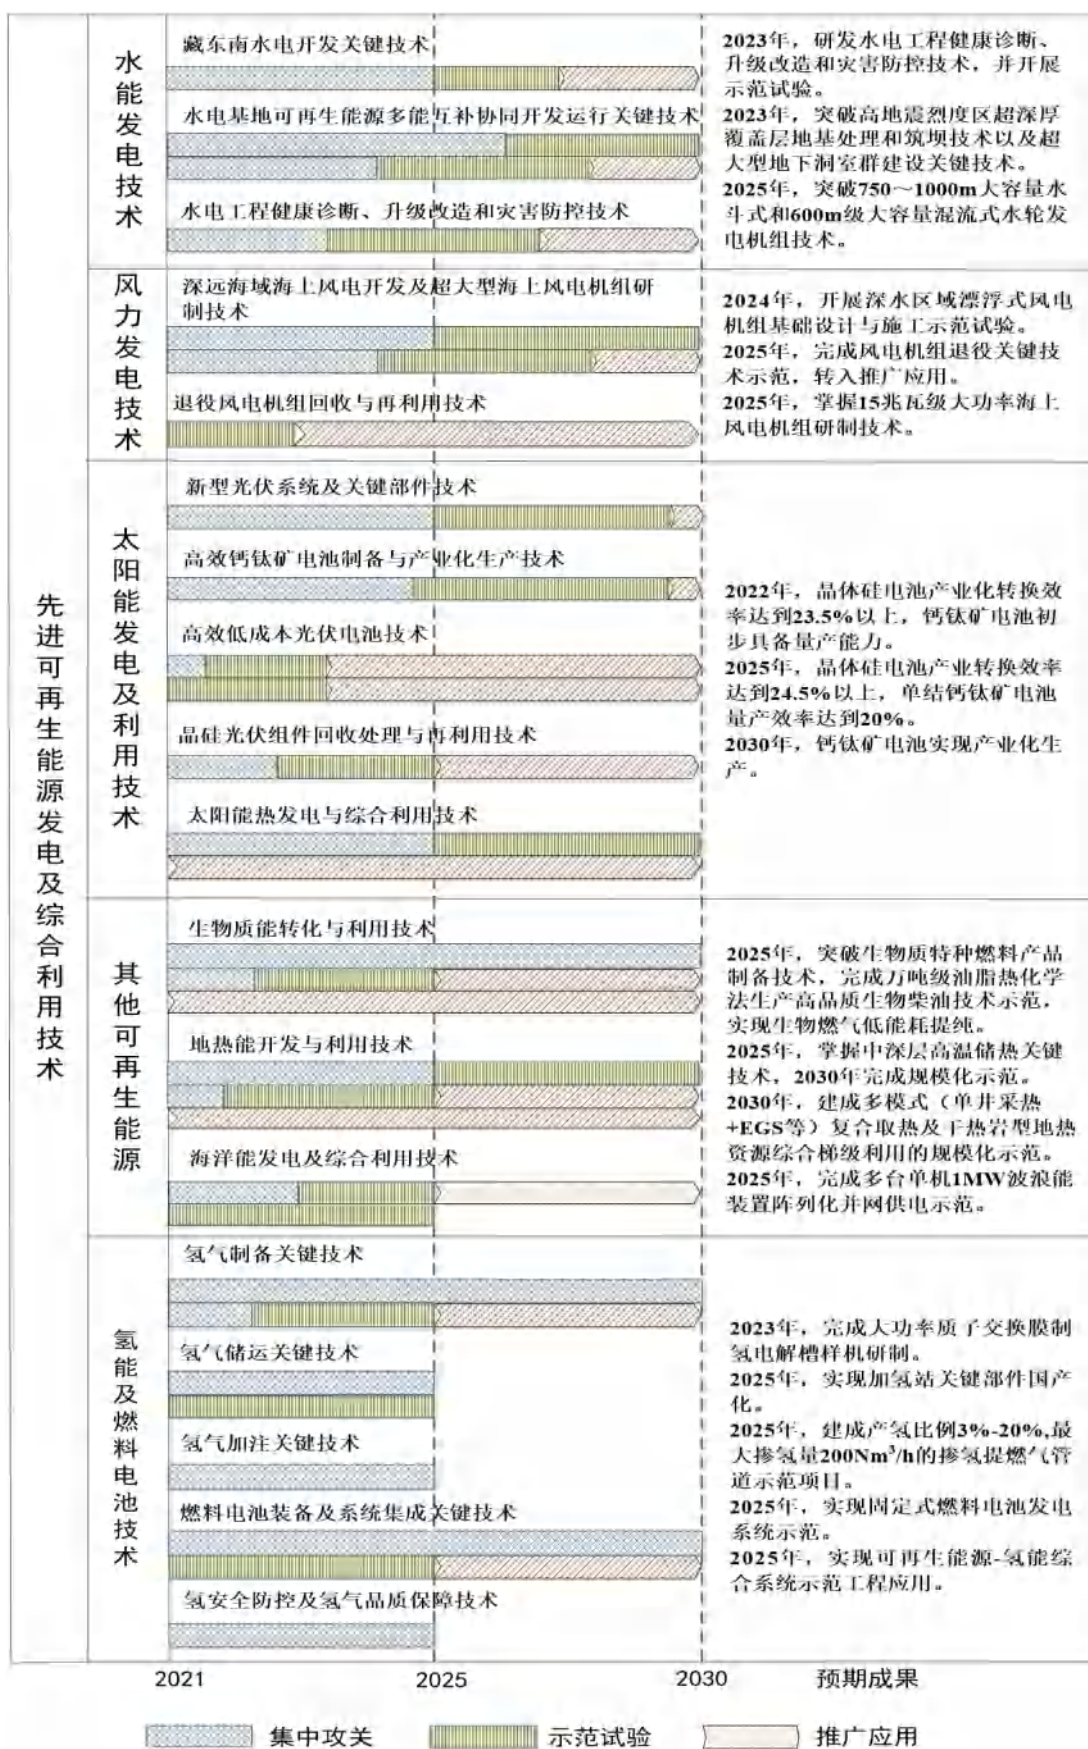 先进可再生能源发电及综合利用技术
水能发电技术
藏东南水电开发关键技术
水电基地可再生能源多能互补协同开发运行关键技术
水电工程健康诊断、升级改造和灾害防控技术
2023年，研发水电工程健康诊断、
升级改造和灾害防控技术，并开展
示范试验。
2023年，突破高地震烈度区超深厚
覆盖层地基处理和筑坝技术以及超
大型地下洞室群建设关键技术。
2025年，突破750～1000m大容量水
斗式和600m级大容量混流式水轮发
电机组技术。
风力发电技术
深远海域海上风电开发及超大型海上风电机组研
制技术
退役风电机组回收与再利用技术
2024年，开展深水区域漂浮式风电
机组基础设计与施工示范试验。
2025年，完成风电机组退役关键技
术示范，转入推广应用。
2025年，掌握15兆瓦级大功率海上
风电机组研制技术。
太阳能发电及利用技术
新型光伏系统及关键部件技术
高效钙钛矿电池制备与产业化生产技术
高效低成本光伏电池技术
晶硅光伏组件回收处理与再利用技术
太阳能热发电与综合利用技术
2022年，晶体硅电池产业化转换效
率达到23.5%以上，钙钛矿电池初
步具备量产能力。
2025年，晶体硅电池产业转换效率
达到24.5%以上，单结钙钛矿电池
量产效率达到20%。
2030年，钙钛矿电池实现产业化生
产。
其他可再生能源
生物质能转化与利用技术
地热能开发与利用技术
海洋能发电及综合利用技术
2025年，突破生物质特种燃料产品
制备技术，完成万吨级油脂热化学
法生产高品质生物柴油技术示范，
实现生物燃气低能耗提纯。
2025年，掌握中深层高温储热关键
技术，2030年完成规模化示范。
2030年，建成多模式（单井采热
+EGS等）复合取热及干热岩型地热
资源综合梯级利用的规模化示范。
2025年，完成多台单机1MW波浪能
装置阵列化并网供电示范。
氢能及燃料电池技术
氢气制备关键技术
氢气储运关键技术
氢气加注关键技术
燃料电池装备及系统集成关键技术
氢安全防控及氢气品质保障技术
2023年，完成大功率质子交换膜制
氢电解槽样机研制。
2025年，实现加氢站关键部件国产
化。
2025年，建成产氢比例3%-20%,最
大掺氢量200Nm³/h的掺氢提燃气管
道示范项目。
2025年，实现固定式燃料电池发电
系统示范。
2025年，实现可再生能源-氢能综
合系统示范工程应用。
2021 2025 2030 预期成果
集中攻关 示范试验 推广应用